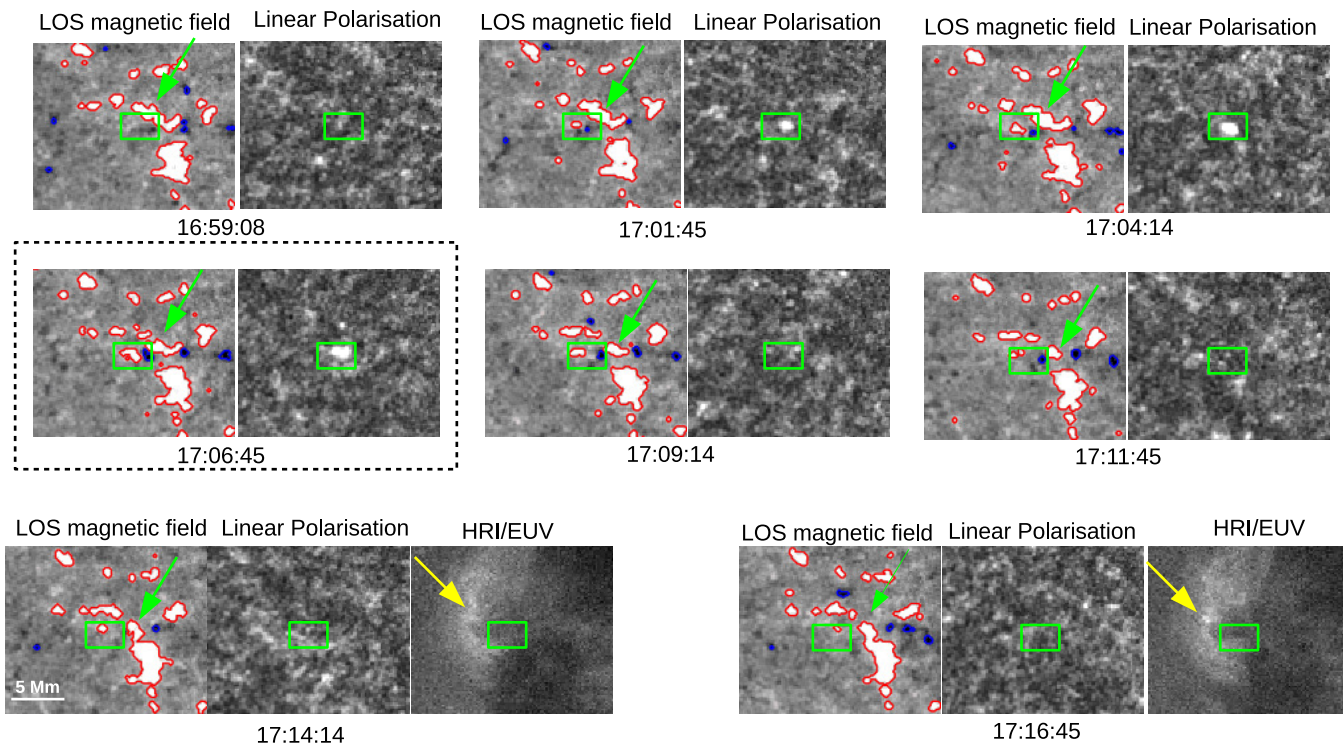 LOS magnetic field Linear Polarisation LOS magnetic field Linear Polarisation LOS magnetic field Linear Polarisation
16:59:08 17:01:45 17:04:14
17:06:45 17:09:14 17:11:45
LOS magnetic field Linear Polarisation HRI/EUV LOS magnetic field Linear Polarisation HRI/EUV
5 Mm
17:14:14 17:16:45